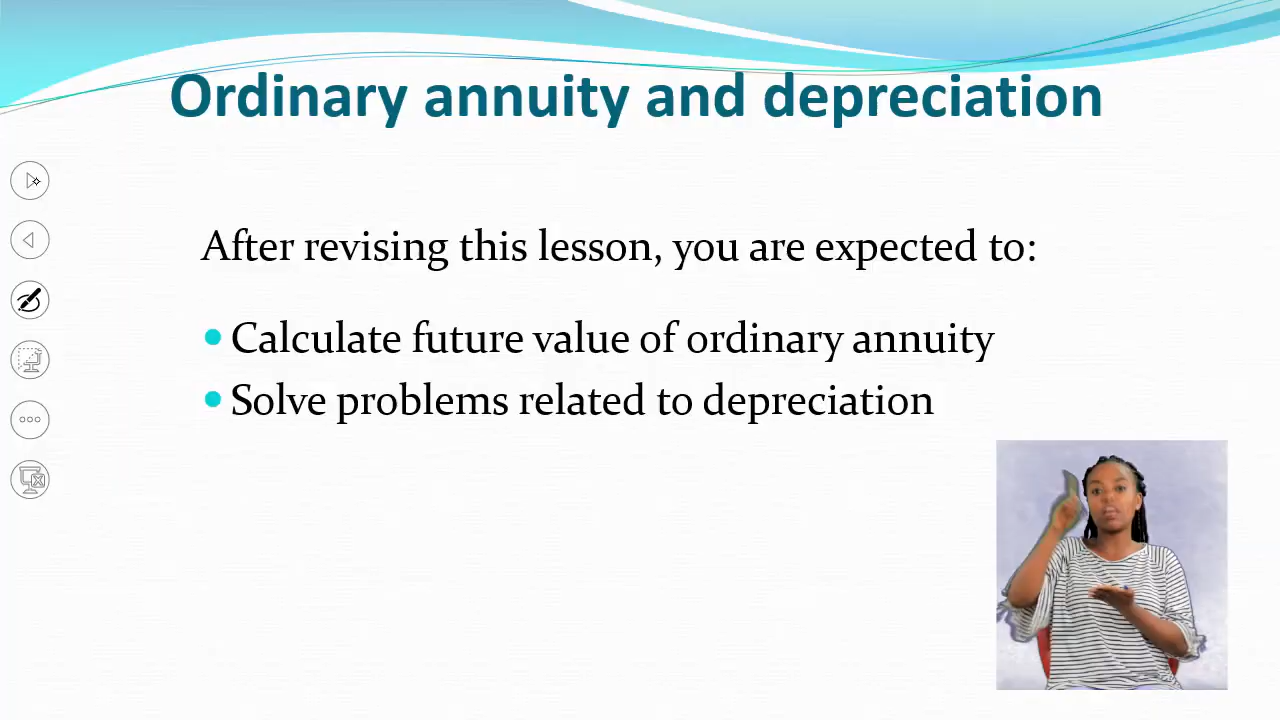 Ordinary annuity and depreciation
After revising this lesson, you are expected to:
• Calculate future value of ordinary annuity
• Solve problems related to depreciation